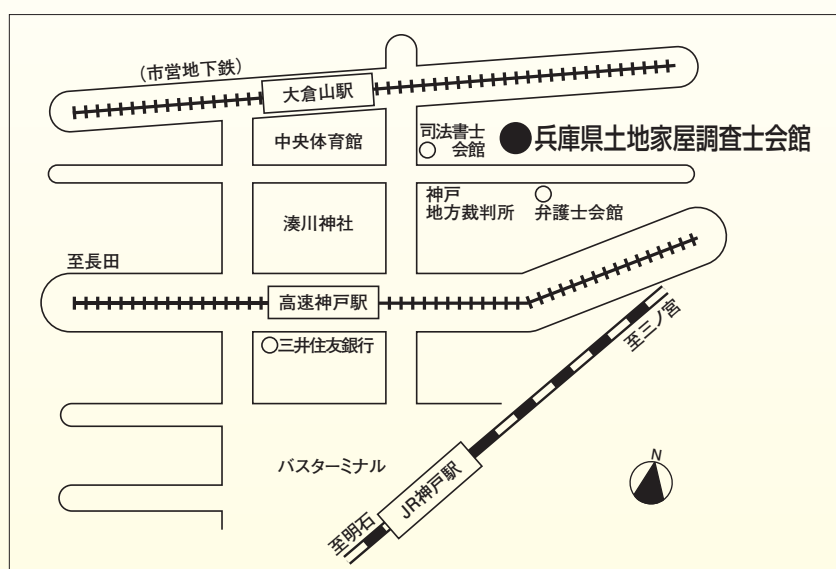 (市営地下鉄)
大倉山駅
中央体育館
司法書士
会館
兵庫県土地家屋調査士会館
神戸
地方裁判所
弁護士会館
湊川神社
至長田
高速神戸駅
三井住友銀行
至三ノ宮
バスターミナル
JR神戸駅
至明石
N